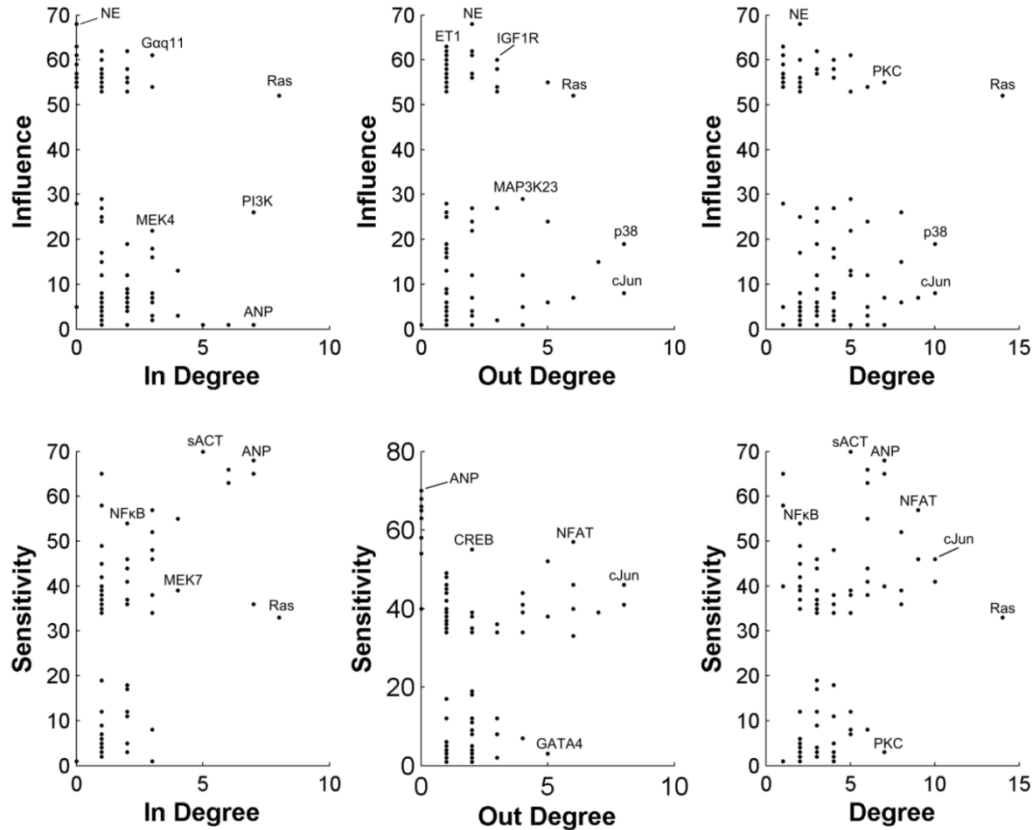 70
60
50
40
30
20
10
0
Influence
NE
Gαq11
Ras
PI3K
MEK4
ANP
0 5 10
In Degree
70
60
50
40
30
20
10
0
Influence
NE
ET1
IGF1R
Ras
MAP3K23
p38
cJun
0 5 10
Out Degree
70
60
50
40
30
20
10
0
Influence
NE
PKC
Ras
p38
cJun
0 5 10 15
Degree
70
60
50
40
30
20
10
0
Sensitivity
sACT
ANP
NFκB
MEK7
Ras
0 5 10
In Degree
80
60
40
20
0
Sensitivity
ANP
CREB
NFAT
cJun
GATA4
0 5 10
Out Degree
70
60
50
40
30
20
10
0
Sensitivity
sACT
ANP
NFκB
NFAT
cJun
Ras
PKC
0 5 10 15
Degree